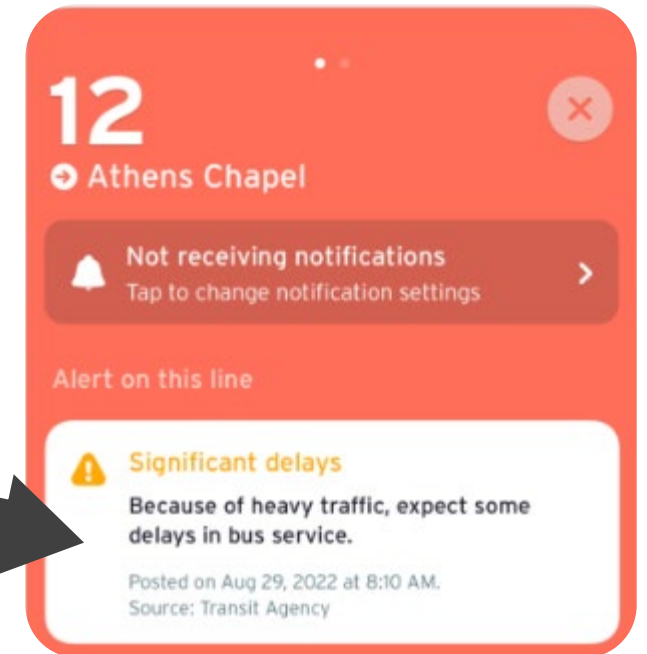 12
Athens Chapel
Not receiving notifications
Tap to change notification settings
Alert on this line
Significant delays
Because of heavy traffic, expect some
delays in bus service.
Posted on Aug 29, 2022 at 8:10 AM.
Source: Transit Agency